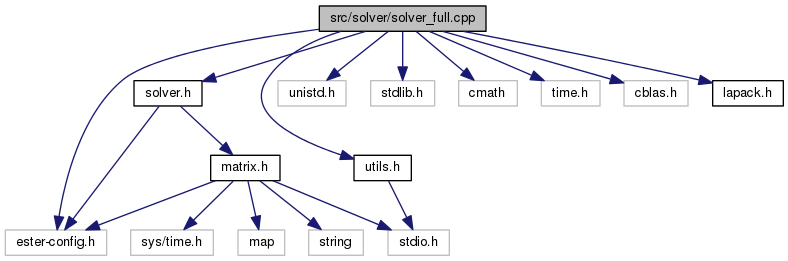 src/solver/solver_full.cpp
solver.h
unistd.h
stdlib.h
cmath
time.h
cblas.h
lapack.h
matrix.h
utils.h
ester-config.h
sys/time.h
map
string
stdio.h